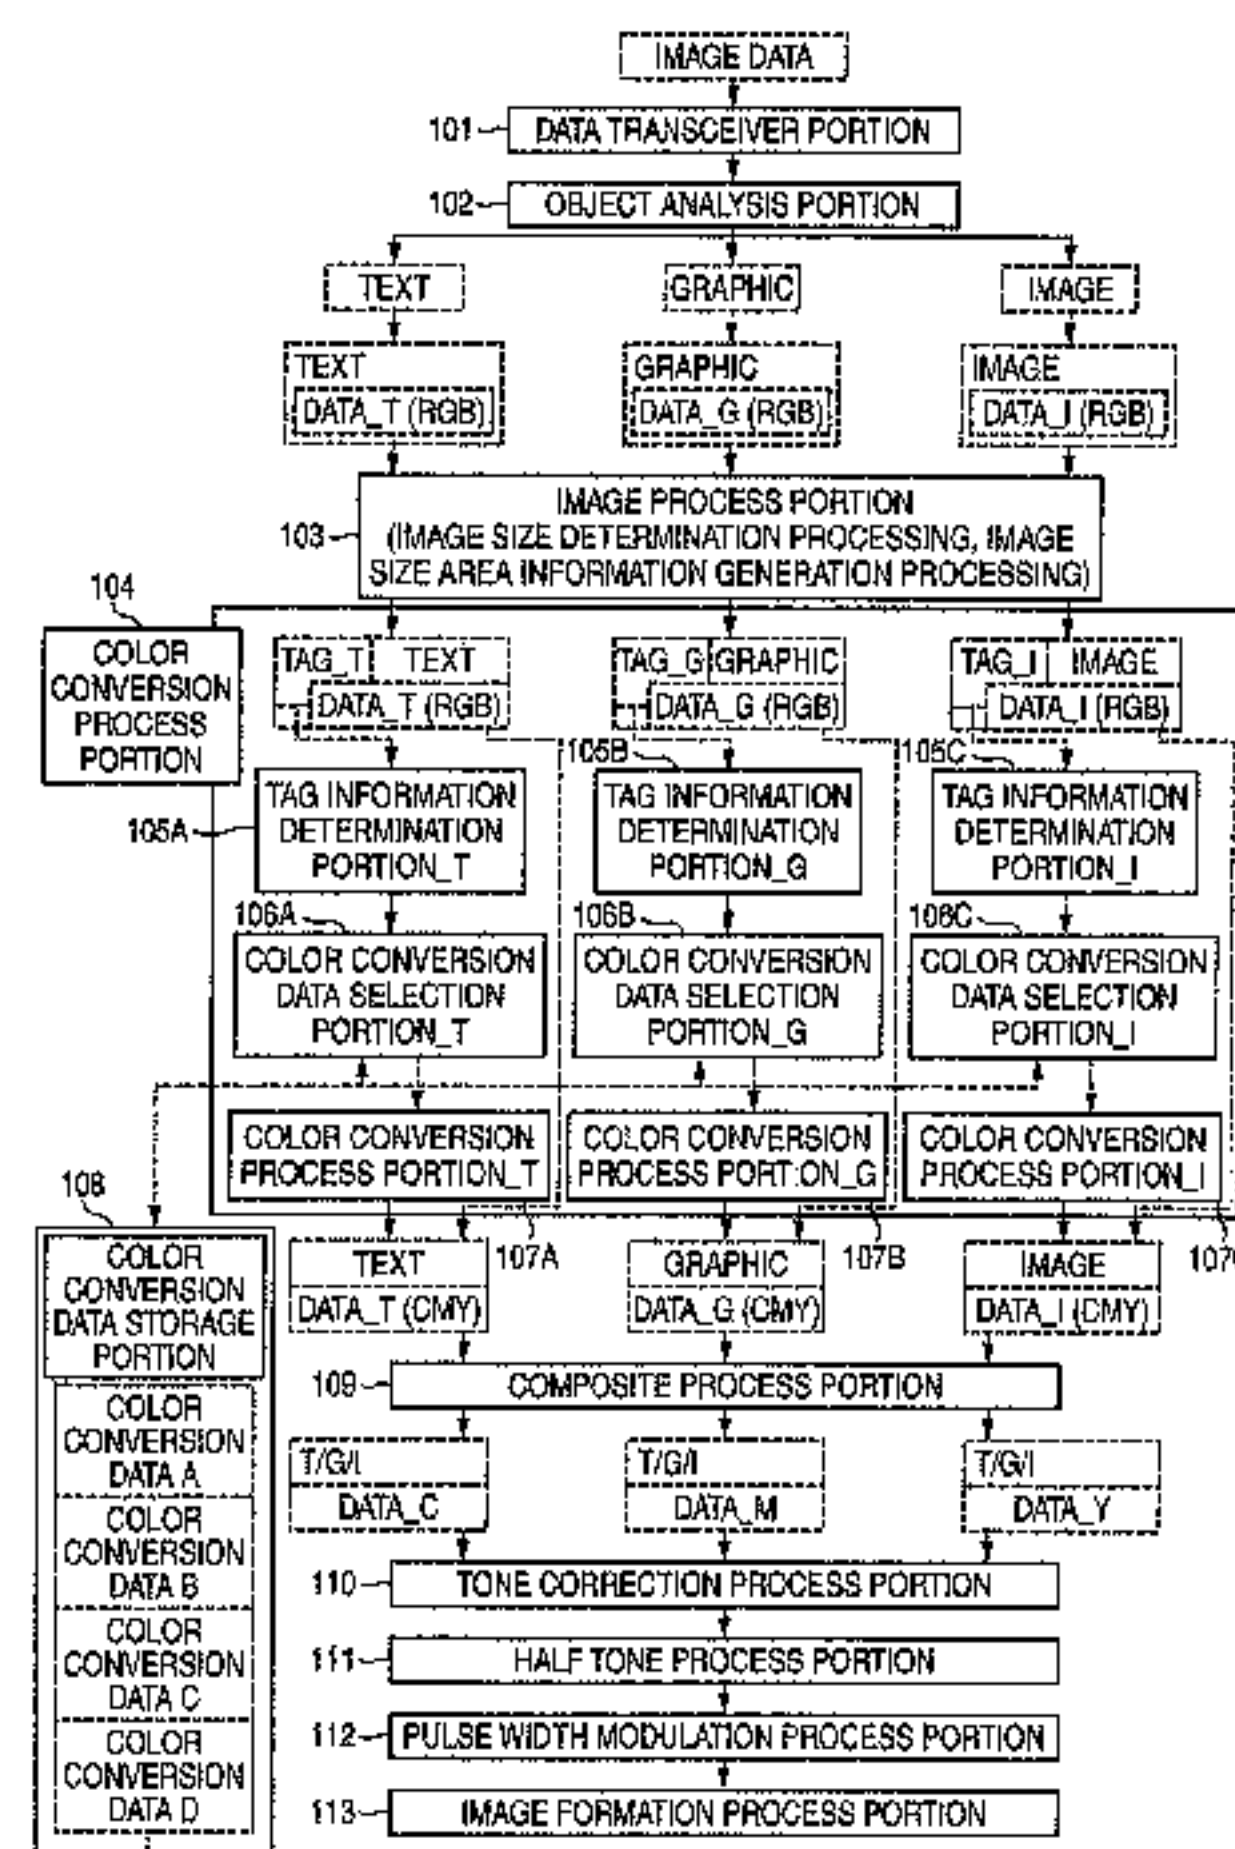 IMAGE DATA
101
DATA TRANSCEIVER PORTION
102
OBJECT ANALYSIS PORTION
TEXT
GRAPHIC
IMAGE
TEXT
DATA_T (RGB)
GRAPHIC
DATA_G (RGB)
IMAGE
DATA_I (RGB)
103
IMAGE PROCESS PORTION
(IMAGE SIZE DETERMINATION PROCESSING, IMAGE
SIZE AREA INFORMATION GENERATION PROCESSING)
104
COLOR
CONVERSION
PROCESS
PORTION
TAG_T TEXT
DATA_T (RGB)
TAG_G GRAPHIC
DATA_G (RGB)
TAG_I IMAGE
DATA_I (RGB)
105A
TAG INFORMATION
DETERMINATION
PORTION_T
105B
TAG INFORMATION
DETERMINATION
PORTION_G
105C
TAG INFORMATION
DETERMINATION
PORTION_I
106A
COLOR CONVERSION
DATA SELECTION
PORTION_T
106B
COLOR CONVERSION
DATA SELECTION
PORTION_G
106C
COLOR CONVERSION
DATA SELECTION
PORTION_I
COLOR CONVERSION
PROCESS PORTION_T
COLOR CONVERSION
PROCESS PORTION_G
COLOR CONVERSION
PROCESS PORTION_I
107A
107B
107C
108
COLOR
CONVERSION
DATA STORAGE
PORTION
COLOR
CONVERSION
DATA A
COLOR
CONVERSION
DATA B
COLOR
CONVERSION
DATA C
COLOR
CONVERSION
DATA D
TEXT
DATA_T (CMY)
GRAPHIC
DATA_G (CMY)
IMAGE
DATA_I (CMY)
109
COMPOSITE PROCESS PORTION
T/G/I
DATA_C
T/G/I
DATA_M
T/G/I
DATA_Y
110
TONE CORRECTION PROCESS PORTION
111
HALF TONE PROCESS PORTION
112
PULSE WIDTH MODULATION PROCESS PORTION
113
IMAGE FORMATION PROCESS PORTION